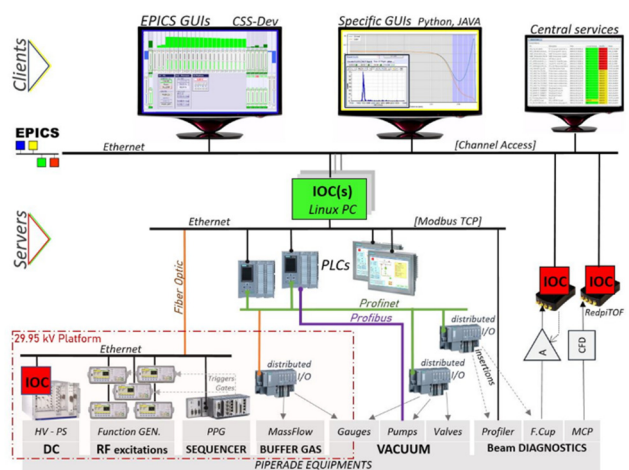 EPICS GUIs CSS-Dev
Specific GUIs Python, JAVA
Central services
Clients
EPICS
Ethernet [Channel Access]
IOC(s)
Linux PC
Ethernet [Modbus TCP]
Servers
PLCs
Fiber Optic
IOC
IOC
RedpiTOF
Profinet
Profibus
distributed
I/O
29.95 kV Platform
Ethernet
insertions
A
CFD
distributed
I/O
distributed
I/O
IOC
Triggers
Gates
HV - PS
Function GEN.
PPG
MassFlow
Gauges
Pumps
Valves
Profiler
F.Cup
MCP
DC
RF excitations
SEQUENCER
BUFFER GAS
VACUUM
Beam DIAGNOSTICS
PIPERADE EQUIPMENTS